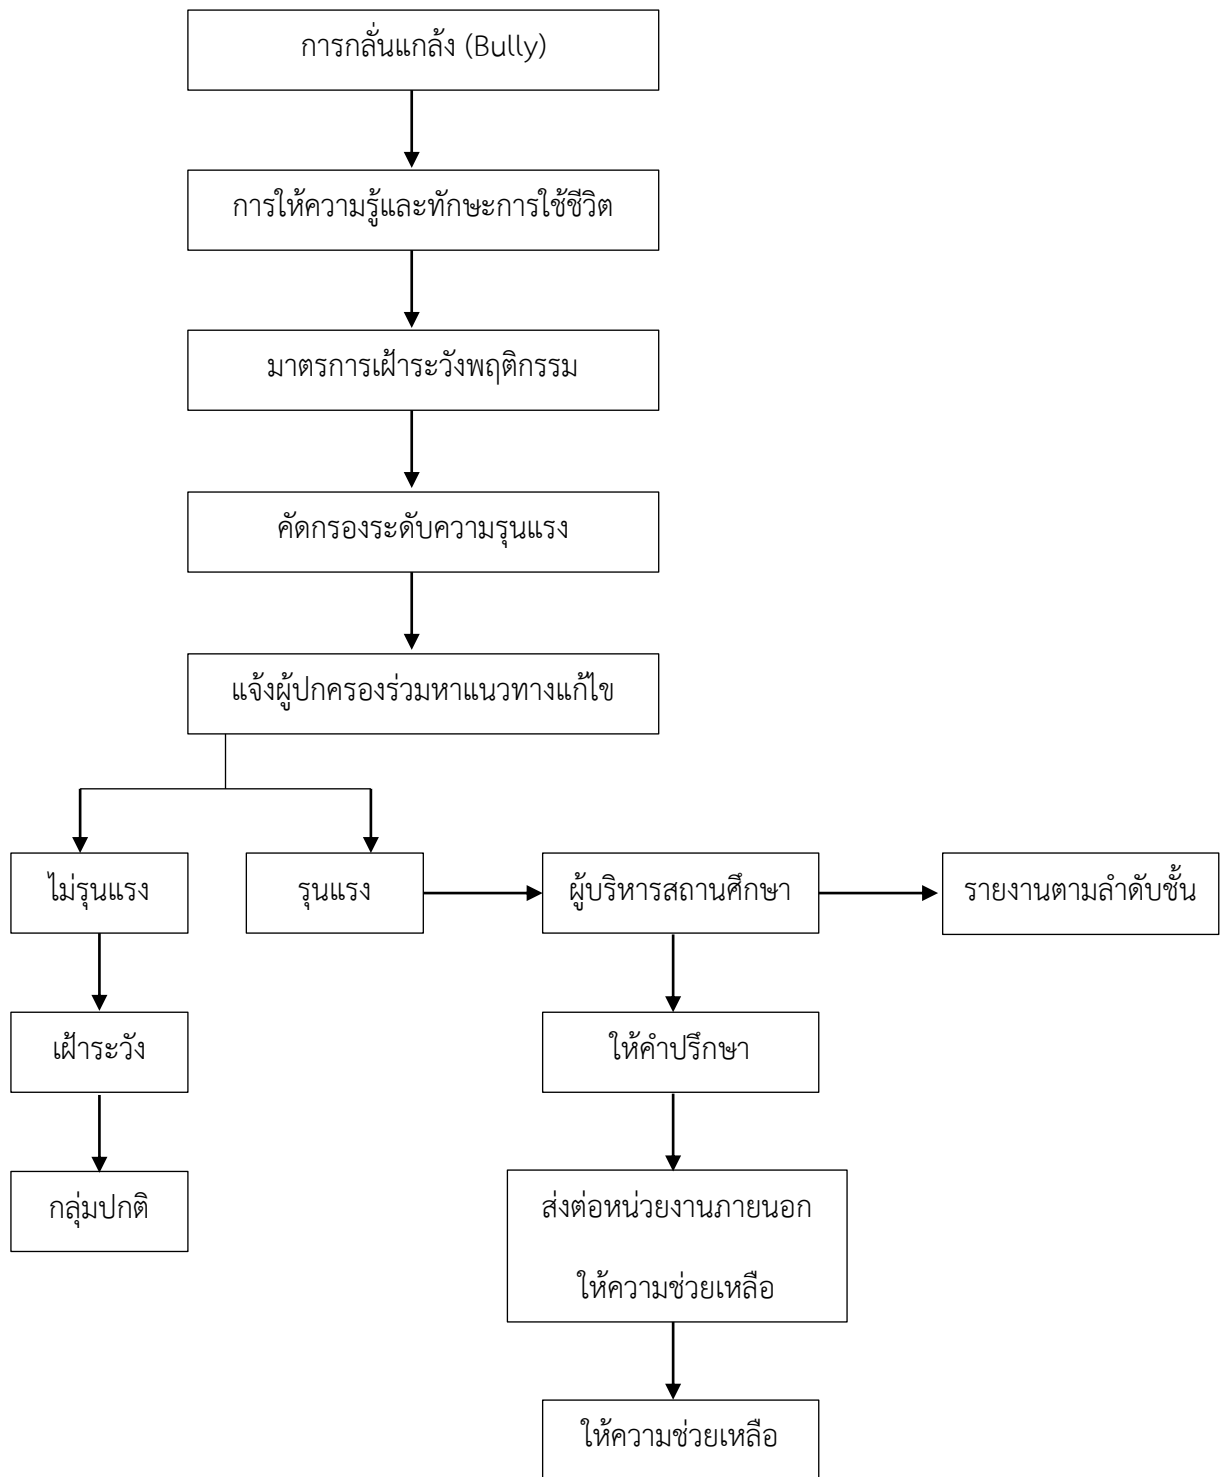 การกลั่นแกล้ง (Bully)
การให้ความรู้และทักษะการใช้ชีวิต
มาตรการเฝ้าระวังพฤติกรรม
คัดกรองระดับความรุนแรง
แจ้งผู้ปกครองร่วมหาแนวทางแก้ไข
ไม่รุนแรง
รุนแรง
ผู้บริหารสถานศึกษา
รายงานตามลำดับชั้น
เฝ้าระวัง
ให้คำปรึกษา
กลุ่มปกติ
ส่งต่อหน่วยงานภายนอก
ให้ความช่วยเหลือ
ให้ความช่วยเหลือ